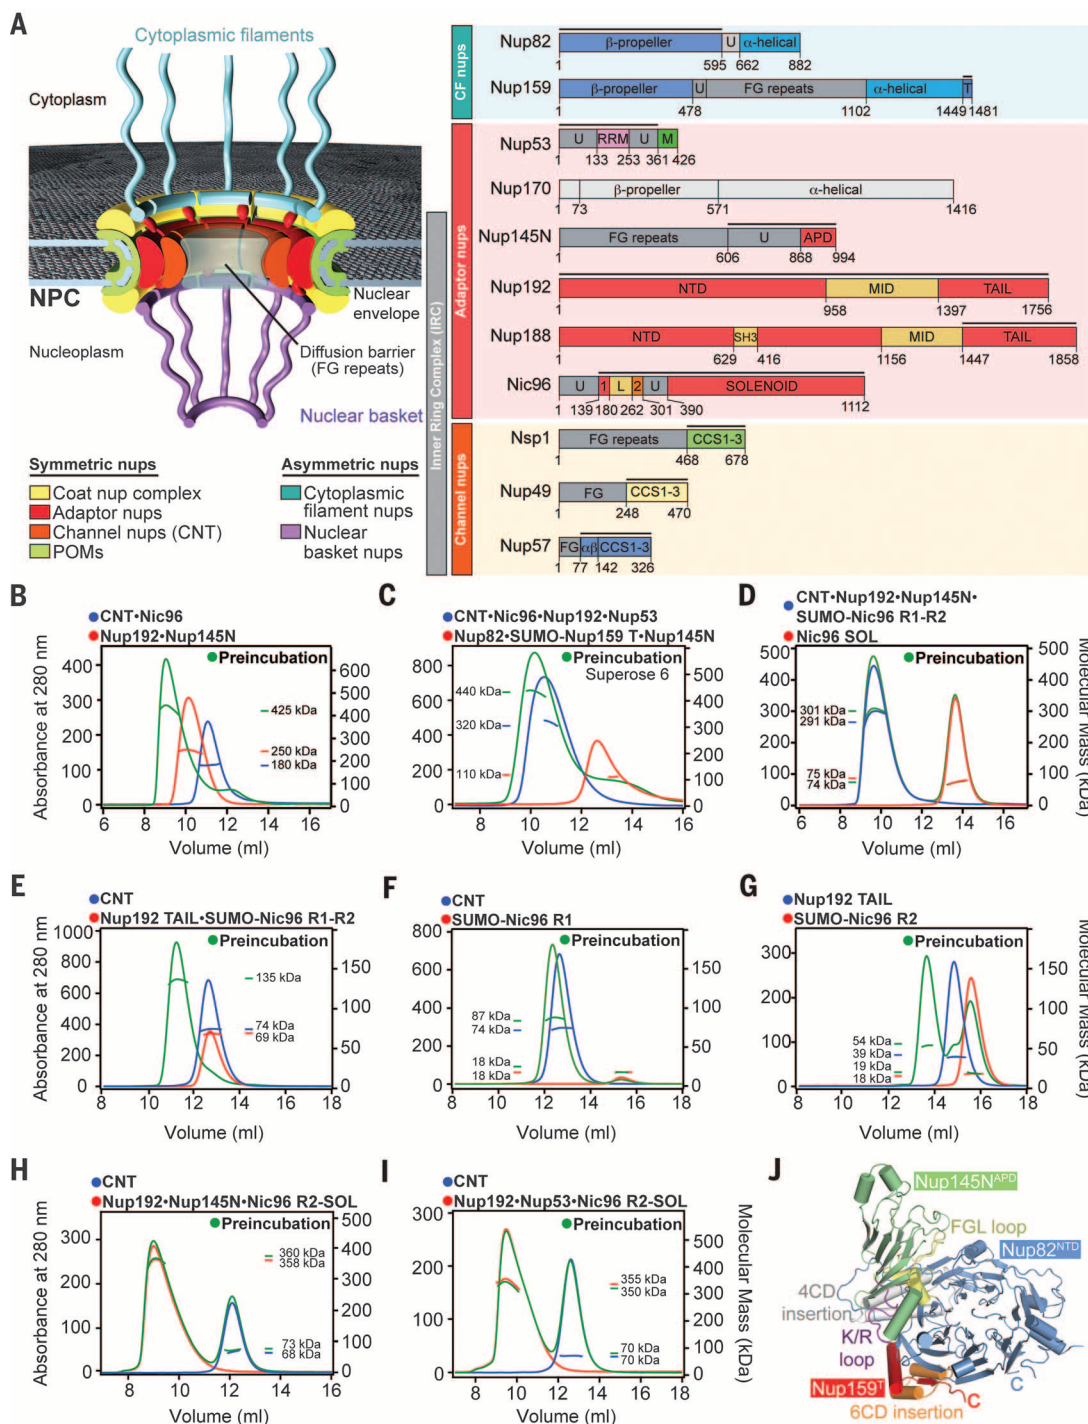 A
Cytoplasmic filaments
Cytoplasm
NPC
Nuclear envelope
Nucleoplasm
Diffusion barrier (FG repeats)
Nuclear basket
Symmetric nups
Coat nup complex
Adaptor nups
Channel nups (CNT)
POMs
Asymmetric nups
Cytoplasmic filament nups
Nuclear basket nups
Inner Ring Complex (IRC)
CF nups
Adaptor nups
Channel nups
Nup82 β-propeller U α-helical
1 595 662 882
Nup159 β-propeller U FG repeats α-helical T
1 478 1102 1449 1481
Nup53 U RRM U M
1 133 253 361 426
Nup170 β-propeller α-helical
1 73 571 1416
Nup145N FG repeats U APD
1 606 868 994
Nup192 NTD MID TAIL
1 958 1397 1756
Nup188 NTD SH3 MID TAIL
1 629 416 1156 1447 1858
Nic96 U 1 L 2 U SOLENOID
1 139 180 262 301 390 1112
Nsp1 FG repeats CCS1-3
1 468 678
Nup49 FG CCS1-3
1 248 470
Nup57 FG αβ CCS1-3
1 77 142 326
B
CNT•Nic96
Nup192•Nup145N
Preincubation
Absorbance at 280 nm
400
300
200
100
0
600
500
400
300
200
100
0
425 kDa
250 kDa
180 kDa
10 12 14 16
Volume (ml)
C
CNT•Nic96•Nup192•Nup53
Nup82•SUMO-Nup159 T•Nup145N
Preincubation
Superose 6
800
600
400
200
0
500
400
300
200
100
0
440 kDa
320 kDa
110 kDa
8 10 12 14 16
Volume (ml)
D
CNT•Nup192•Nup145N•
SUMO-Nic96 R1-R2
Nic96 SOL
Preincubation
500
400
300
200
100
0
500
400
300
200
100
0
Molecular Mass (kDa)
301 kDa
291 kDa
75 kDa
74 kDa
6 8 10 12 14 16
Volume (ml)
E
CNT
Nup192 TAIL•SUMO-Nic96 R1-R2
Preincubation
Absorbance at 280 nm
1000
800
600
400
200
0
150
100
50
0
135 kDa
74 kDa
69 kDa
8 10 12 14 16 18
Volume (ml)
F
CNT
SUMO-Nic96 R1
Preincubation
800
600
400
200
0
150
100
50
0
87 kDa
74 kDa
18 kDa
18 kDa
8 10 12 14 16 18
Volume (ml)
G
Nup192 TAIL
SUMO-Nic96 R2
Preincubation
300
200
100
0
150
100
50
0
Molecular Mass (kDa)
54 kDa
39 kDa
19 kDa
18 kDa
8 10 12 14 16 18
Volume (ml)
H
CNT
Nup192•Nup145N•Nic96 R2-SOL
Preincubation
Absorbance at 280 nm
300
200
100
0
500
400
300
200
100
0
360 kDa
358 kDa
73 kDa
68 kDa
8 10 12 14 16
Volume (ml)
I
CNT
Nup192•Nup53•Nic96 R2-SOL
Preincubation
300
200
100
0
500
400
300
200
100
0
Molecular Mass (kDa)
355 kDa
350 kDa
70 kDa
70 kDa
8 10 12 14 16
Volume (ml)
J
Nup145N^APD
FGL loop
Nup82^NTD
4CD insertion
K/R loop
Nup159^T
C
C
6CD insertion